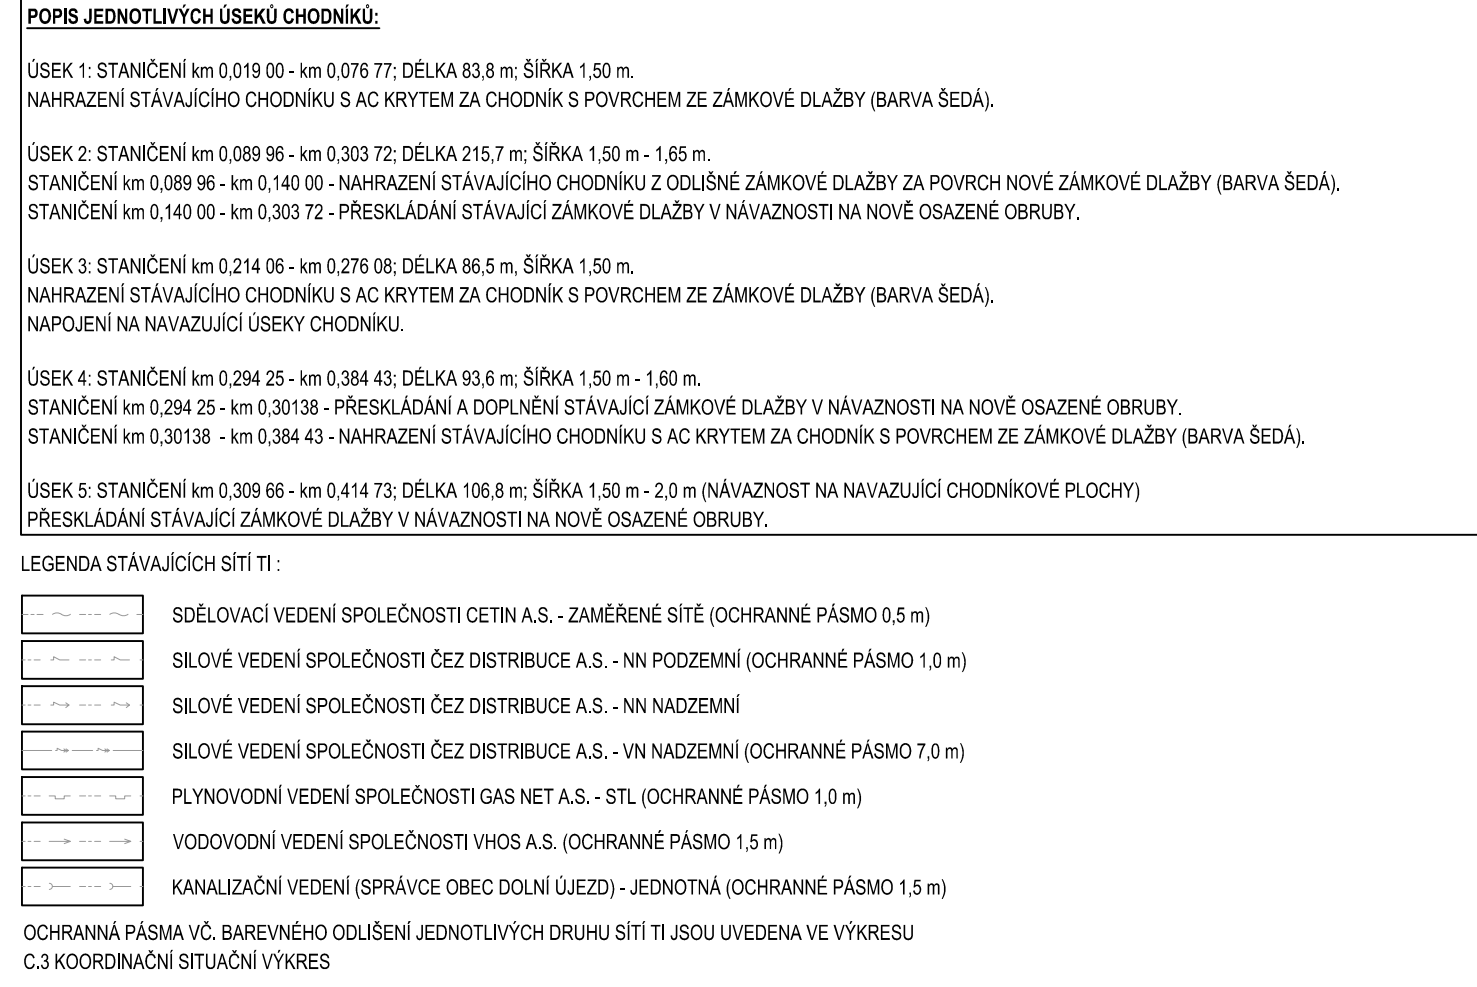 POPIS JEDNOTLIVÝCH ÚSEKŮ CHODNÍKŮ:
ÚSEK 1: STANIČENÍ km 0,019 00 - km 0,076 77; DÉLKA 83,8 m; ŠÍŘKA 1,50 m.
NAHRAZENÍ STÁVAJÍCÍHO CHODNÍKU S AC KRYTEM ZA CHODNÍK S POVRCHEM ZE ZÁMKOVÉ DLAŽBY (BARVA ŠEDÁ).
ÚSEK 2: STANIČENÍ km 0,089 96 - km 0,303 72; DÉLKA 215,7 m; ŠÍŘKA 1,50 m - 1,65 m.
STANIČENÍ km 0,089 96 - km 0,140 00 - NAHRAZENÍ STÁVAJÍCÍHO CHODNÍKU Z ODLIŠNÉ ZÁMKOVÉ DLAŽBY ZA POVRCH NOVÉ ZÁMKOVÉ DLAŽBY (BARVA ŠEDÁ).
STANIČENÍ km 0,140 00 - km 0,303 72 - PŘESKLÁDÁNÍ STÁVAJÍCÍ ZÁMKOVÉ DLAŽBY V NÁVAZNOSTI NA NOVĚ OSAZENÉ OBRUBY.
ÚSEK 3: STANIČENÍ km 0,214 06 - km 0,276 08; DÉLKA 86,5 m, ŠÍŘKA 1,50 m.
NAHRAZENÍ STÁVAJÍCÍHO CHODNÍKU S AC KRYTEM ZA CHODNÍK S POVRCHEM ZE ZÁMKOVÉ DLAŽBY (BARVA ŠEDÁ).
NAPOJENÍ NA NAVAZUJÍCÍ ÚSEKY CHODNÍKU.
ÚSEK 4: STANIČENÍ km 0,294 25 - km 0,384 43; DÉLKA 93,6 m; ŠÍŘKA 1,50 m - 1,60 m.
STANIČENÍ km 0,294 25 - km 0,30138 - PŘESKLÁDÁNÍ A DOPLNĚNÍ STÁVAJÍCÍ ZÁMKOVÉ DLAŽBY V NÁVAZNOSTI NA NOVĚ OSAZENÉ OBRUBY.
STANIČENÍ km 0,30138 - km 0,384 43 - NAHRAZENÍ STÁVAJÍCÍHO CHODNÍKU S AC KRYTEM ZA CHODNÍK S POVRCHEM ZE ZÁMKOVÉ DLAŽBY (BARVA ŠEDÁ).
ÚSEK 5: STANIČENÍ km 0,309 66 - km 0,414 73; DÉLKA 106,8 m; ŠÍŘKA 1,50 m - 2,0 m (NÁVAZNOST NA NAVAZUJÍCÍ CHODNÍKOVÉ PLOCHY)
PŘESKLÁDÁNÍ STÁVAJÍCÍ ZÁMKOVÉ DLAŽBY V NÁVAZNOSTI NA NOVĚ OSAZENÉ OBRUBY.
LEGENDA STÁVAJÍCÍCH SÍTÍ TI :
SDĚLOVACÍ VEDENÍ SPOLEČNOSTI CETIN A.S. - ZAMĚŘENÉ SÍTĚ (OCHRANNÉ PÁSMO 0,5 m)
SILOVÉ VEDENÍ SPOLEČNOSTI ČEZ DISTRIBUCE A.S. - NN PODZEMNÍ (OCHRANNÉ PÁSMO 1,0 m)
SILOVÉ VEDENÍ SPOLEČNOSTI ČEZ DISTRIBUCE A.S. - NN NADZEMNÍ
SILOVÉ VEDENÍ SPOLEČNOSTI ČEZ DISTRIBUCE A.S. - VN NADZEMNÍ (OCHRANNÉ PÁSMO 7,0 m)
PLYNOVODNÍ VEDENÍ SPOLEČNOSTI GAS NET A.S. - STL (OCHRANNÉ PÁSMO 1,0 m)
VODOVODNÍ VEDENÍ SPOLEČNOSTI VHOS A.S. (OCHRANNÉ PÁSMO 1,5 m)
KANALIZAČNÍ VEDENÍ (SPRÁVCE OBEC DOLNÍ ÚJEZD) - JEDNOTNÁ (OCHRANNÉ PÁSMO 1,5 m)
OCHRANNÁ PÁSMA VČ. BAREVNÉHO ODLIŠENÍ JEDNOTLIVÝCH DRUHU SÍTÍ TI JSOU UVEDENA VE VÝKRESU
C.3 KOORDINAČNÍ SITUAČNÍ VÝKRES